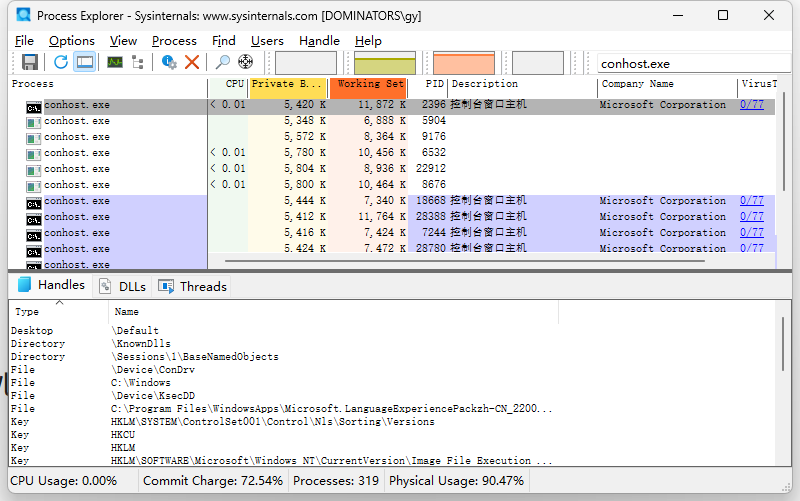 Process Explorer - Sysinternals: www.sysinternals.com [DOMINATORS\gy]
File Options View Process Find Users Handle Help
conhost.exe
Process CPU Private B... Working Set PID Description Company Name VirusT
conhost.exe < 0.01 5,420 K 11,872 K 2396 控制台窗口主机 Microsoft Corporation 0/77
conhost.exe 5,348 K 6,888 K 5904
conhost.exe 5,572 K 8,364 K 9176
conhost.exe < 0.01 5,780 K 10,456 K 6532
conhost.exe < 0.01 5,804 K 8,936 K 22912
conhost.exe < 0.01 5,800 K 10,464 K 8676
conhost.exe 5,444 K 7,340 K 18668 控制台窗口主机 Microsoft Corporation 0/77
conhost.exe 5,412 K 11,764 K 28388 控制台窗口主机 Microsoft Corporation 0/77
conhost.exe 5,416 K 7,424 K 7244 控制台窗口主机 Microsoft Corporation 0/77
conhost.exe 5,424 K 7,472 K 28780 控制台窗口主机 Microsoft Corporation 0/77
conhost.exe
Handles DLLs Threads
Type Name
Desktop \Default
Directory \KnownDlls
Directory \Sessions\1\BaseNamedObjects
File \Device\ConDrv
File C:\Windows
File \Device\KsecDD
File C:\Program Files\WindowsApps\Microsoft.LanguageExperiencePackzh-CN_2200...
Key HKLM\SYSTEM\ControlSet001\Control\Nls\Sorting\Versions
Key HKCU
Key HKLM
Key HKLM\SOFTWARE\Microsoft\Windows NT\CurrentVersion\Image File Execution ...
CPU Usage: 0.00% Commit Charge: 72.54% Processes: 319 Physical Usage: 90.47%